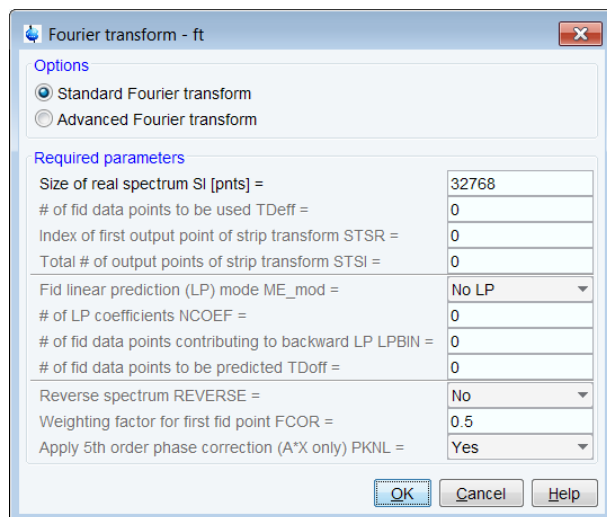 Fourier transform - ft
Options
Standard Fourier transform
Advanced Fourier transform
Required parameters
Size of real spectrum SI [pnts] = 32768
# of fid data points to be used TDeff = 0
Index of first output point of strip transform STSR = 0
Total # of output points of strip transform STSI = 0
Fid linear prediction (LP) mode ME_mod = No LP
# of LP coefficients NCOEF = 0
# of fid data points contributing to backward LP LPBIN = 0
# of fid data points to be predicted TDoff = 0
Reverse spectrum REVERSE = No
Weighting factor for first fid point FCOR = 0.5
Apply 5th order phase correction (A*X only) PKNL = Yes
OK Cancel Help